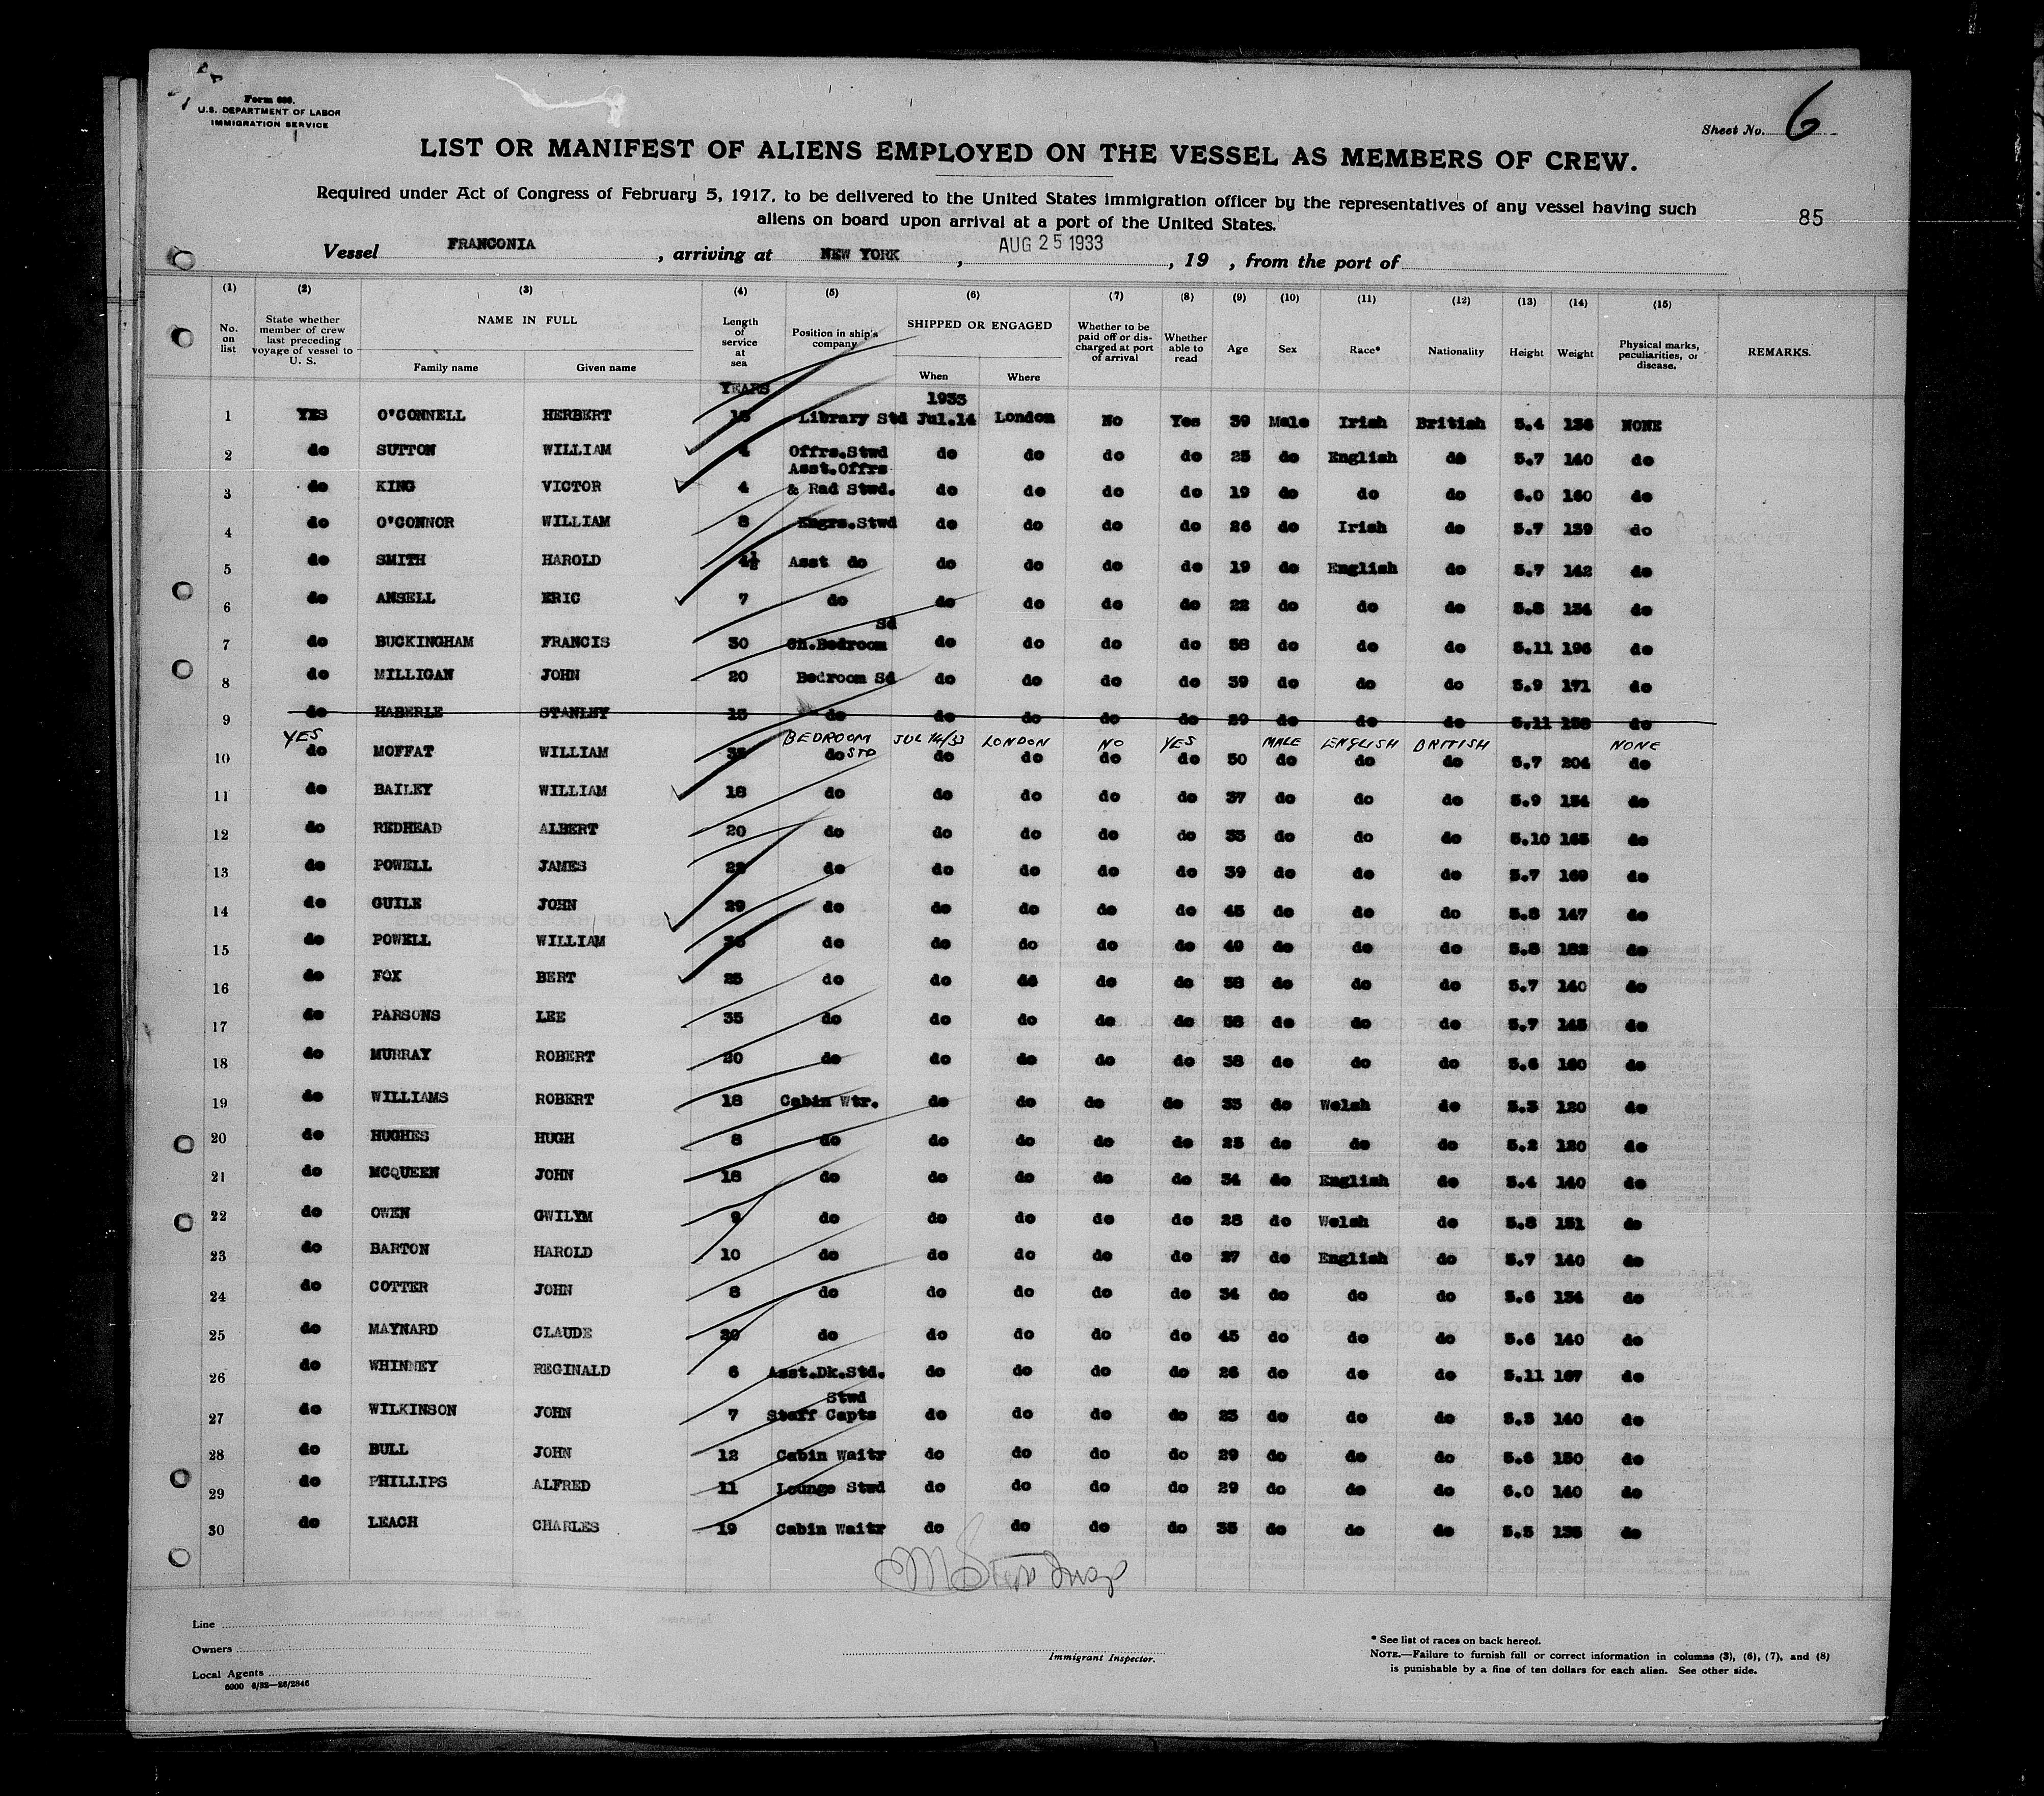 Form 680.
U.S. DEPARTMENT OF LABOR
IMMIGRATION SERVICE
Sheet No. 6
LIST OR MANIFEST OF ALIENS EMPLOYED ON THE VESSEL AS MEMBERS OF CREW.
Required under Act of Congress of February 5, 1917, to be delivered to the United States immigration officer by the representatives of any vessel having such
aliens on board upon arrival at a port of the United States.
85
Vessel FRANCONIA, arriving at NEW YORK, AUG 25 1933, 19 , from the port of
(1) (2) (3) (4) (5) (6) (7) (8) (9) (10) (11) (12) (13) (14) (15)
No. on list State whether member of crew last preceding voyage of vessel to U. S. NAME IN FULL Family name Given name Length of service at sea Position in ship's company SHIPPED OR ENGAGED When Where Whether to be paid off or discharged at port of arrival Whether able to read Age Sex Race* Nationality Height Weight Physical marks, peculiarities, or disease. REMARKS.
YEARS 1933
1 YES O'CONNELL HERBERT Library Std Jul.14 London No Yes 39 Male Irish British 5.4 136 NONE
2 do SUTTON WILLIAM 4 Offrs.Stwd do do do do 25 do English do 5.7 140 do
Asst.Offrs
3 do KING VICTOR 4 & Rad Stwd. do do do do 19 do do do 6.0 160 do
4 do O'CONNOR WILLIAM 8 Engrs.Stwd do do do do 26 do Irish do 5.7 139 do
5 do SMITH HAROLD Asst do do do do do 19 do English do 5.7 142 do
6 do ANSELL ERIC 7 do do do do do 22 do do do 5.8 134 do
Sd
7 do BUCKINGHAM FRANCIS 30 Ch.Bedroom do do do do 58 do do do 5.11 196 do
8 do MILLIGAN JOHN 20 Bedroom Sd do do do do 39 do do do 5.9 171 do
9 do HABERLE STANLEY 15 do do do do do 29 do do do 5.11 158 do
YES BEDROOM JUL 14/33 LONDON NO YES MALE ENGLISH BRITISH NONE
10 do MOFFAT WILLIAM do STD do do do do 50 do do do 5.7 204 do
11 do BAILEY WILLIAM 18 do do do do do 37 do do do 5.9 154 do
12 do REDHEAD ALBERT 20 do do do do do 33 do do do 5.10 165 do
13 do POWELL JAMES do do do do do 39 do do do 5.7 169 do
14 do GUILE JOHN 29 do do do do do 45 do do do 5.8 147 do
15 do POWELL WILLIAM do do do do do 49 do do do 5.8 182 do
16 do FOX BERT 25 do do do do do 38 do do do 5.7 140 do
17 do PARSONS LEE 35 do do do do do 58 do do do 5.7 145 do
18 do MURRAY ROBERT 20 do do do do do 38 do do do 5.6 160 do
19 do WILLIAMS ROBERT 18 Cabin Wtr. do do do do 33 do Welsh do 5.3 120 do
20 do HUGHES HUGH 8 do do do do do 25 do do do 5.2 120 do
21 do MCQUEEN JOHN 18 do do do do do 34 do English do 5.4 140 do
22 do OWEN GWILYM 9 do do do do do 28 do Welsh do 5.8 151 do
23 do BARTON HAROLD 10 do do do do do 27 do English do 5.7 140 do
24 do COTTER JOHN 8 do do do do do 34 do do do 5.6 134 do
25 do MAYNARD CLAUDE 20 do do do do do 45 do do do 5.6 140 do
26 do WHINNEY REGINALD 6 Asst.Dk.Std. do do do do 26 do do do 5.11 167 do
Stwd
27 do WILKINSON JOHN 7 Staff Capts do do do do 25 do do do 5.5 140 do
28 do BULL JOHN 12 Cabin Waitr do do do do 29 do do do 5.6 150 do
29 do PHILLIPS ALFRED 11 Lounge Stwd do do do do 29 do do do 6.0 140 do
30 do LEACH CHARLES 19 Cabin Waitr do do do do 35 do do do 5.5 135 do
Line
Owners
Local Agents
6000 6/32—26/2846
Immigrant Inspector.
* See list of races on back hereof.
NOTE.—Failure to furnish full or correct information in columns (3), (6), (7), and (8)
is punishable by a fine of ten dollars for each alien. See other side.